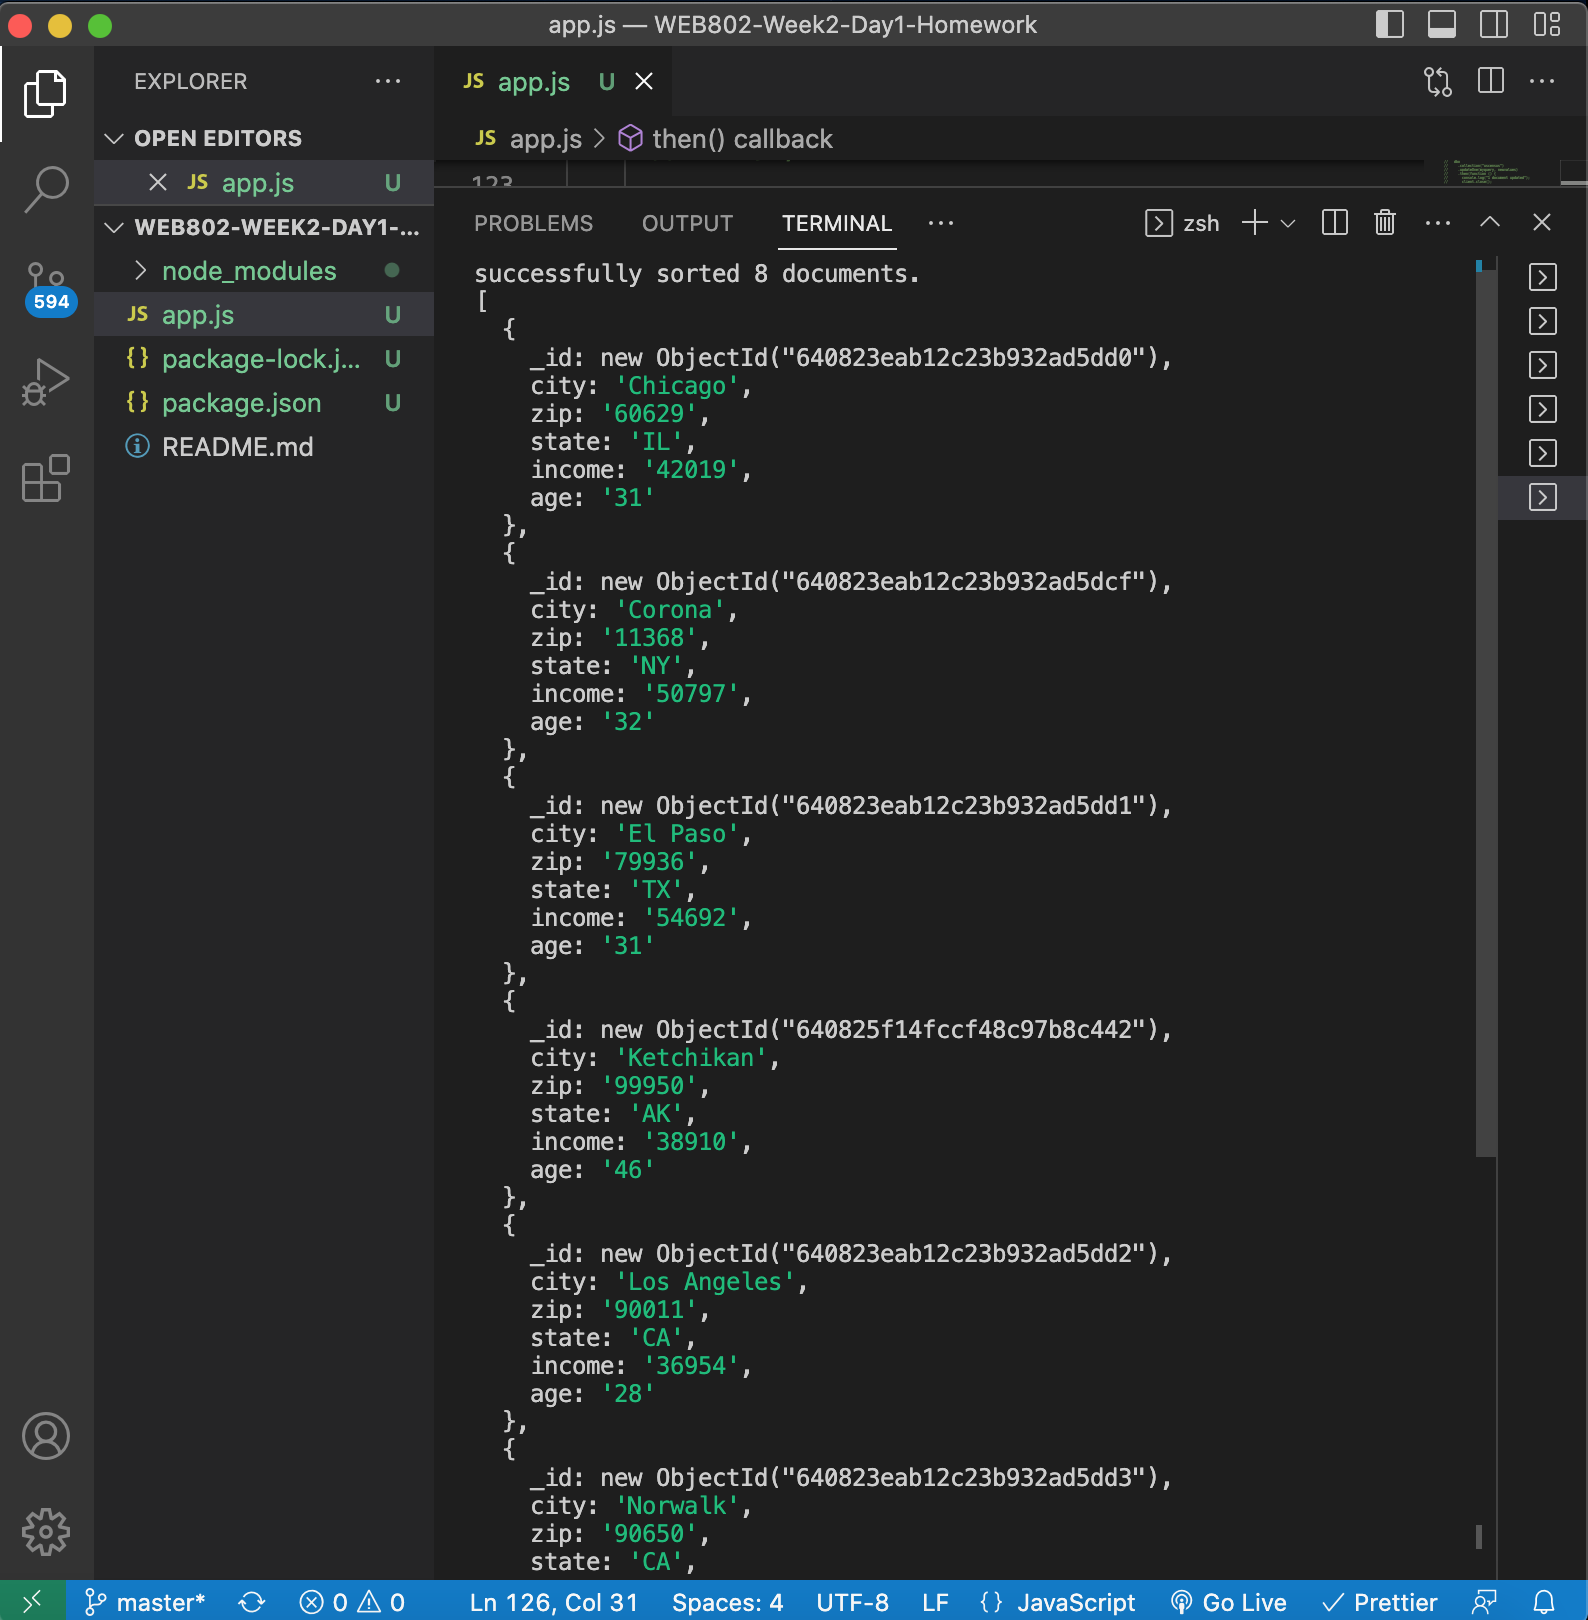 app.js — WEB802-Week2-Day1-Homework
EXPLORER
OPEN EDITORS
JS app.js U
WEB802-WEEK2-DAY1-...
node_modules
JS app.js U
{} package-lock.j... U
{} package.json U
README.md
594
JS app.js U
JS app.js > then() callback
123
PROBLEMS OUTPUT TERMINAL ... zsh
successfully sorted 8 documents.
[
{
_id: new ObjectId("640823eab12c23b932ad5dd0"),
city: 'Chicago',
zip: '60629',
state: 'IL',
income: '42019',
age: '31'
},
{
_id: new ObjectId("640823eab12c23b932ad5dcf"),
city: 'Corona',
zip: '11368',
state: 'NY',
income: '50797',
age: '32'
},
{
_id: new ObjectId("640823eab12c23b932ad5dd1"),
city: 'El Paso',
zip: '79936',
state: 'TX',
income: '54692',
age: '31'
},
{
_id: new ObjectId("640825f14fccf48c97b8c442"),
city: 'Ketchikan',
zip: '99950',
state: 'AK',
income: '38910',
age: '46'
},
{
_id: new ObjectId("640823eab12c23b932ad5dd2"),
city: 'Los Angeles',
zip: '90011',
state: 'CA',
income: '36954',
age: '28'
},
{
_id: new ObjectId("640823eab12c23b932ad5dd3"),
city: 'Norwalk',
zip: '90650',
state: 'CA',
master* 0 0 Ln 126, Col 31 Spaces: 4 UTF-8 LF {} JavaScript Go Live Prettier